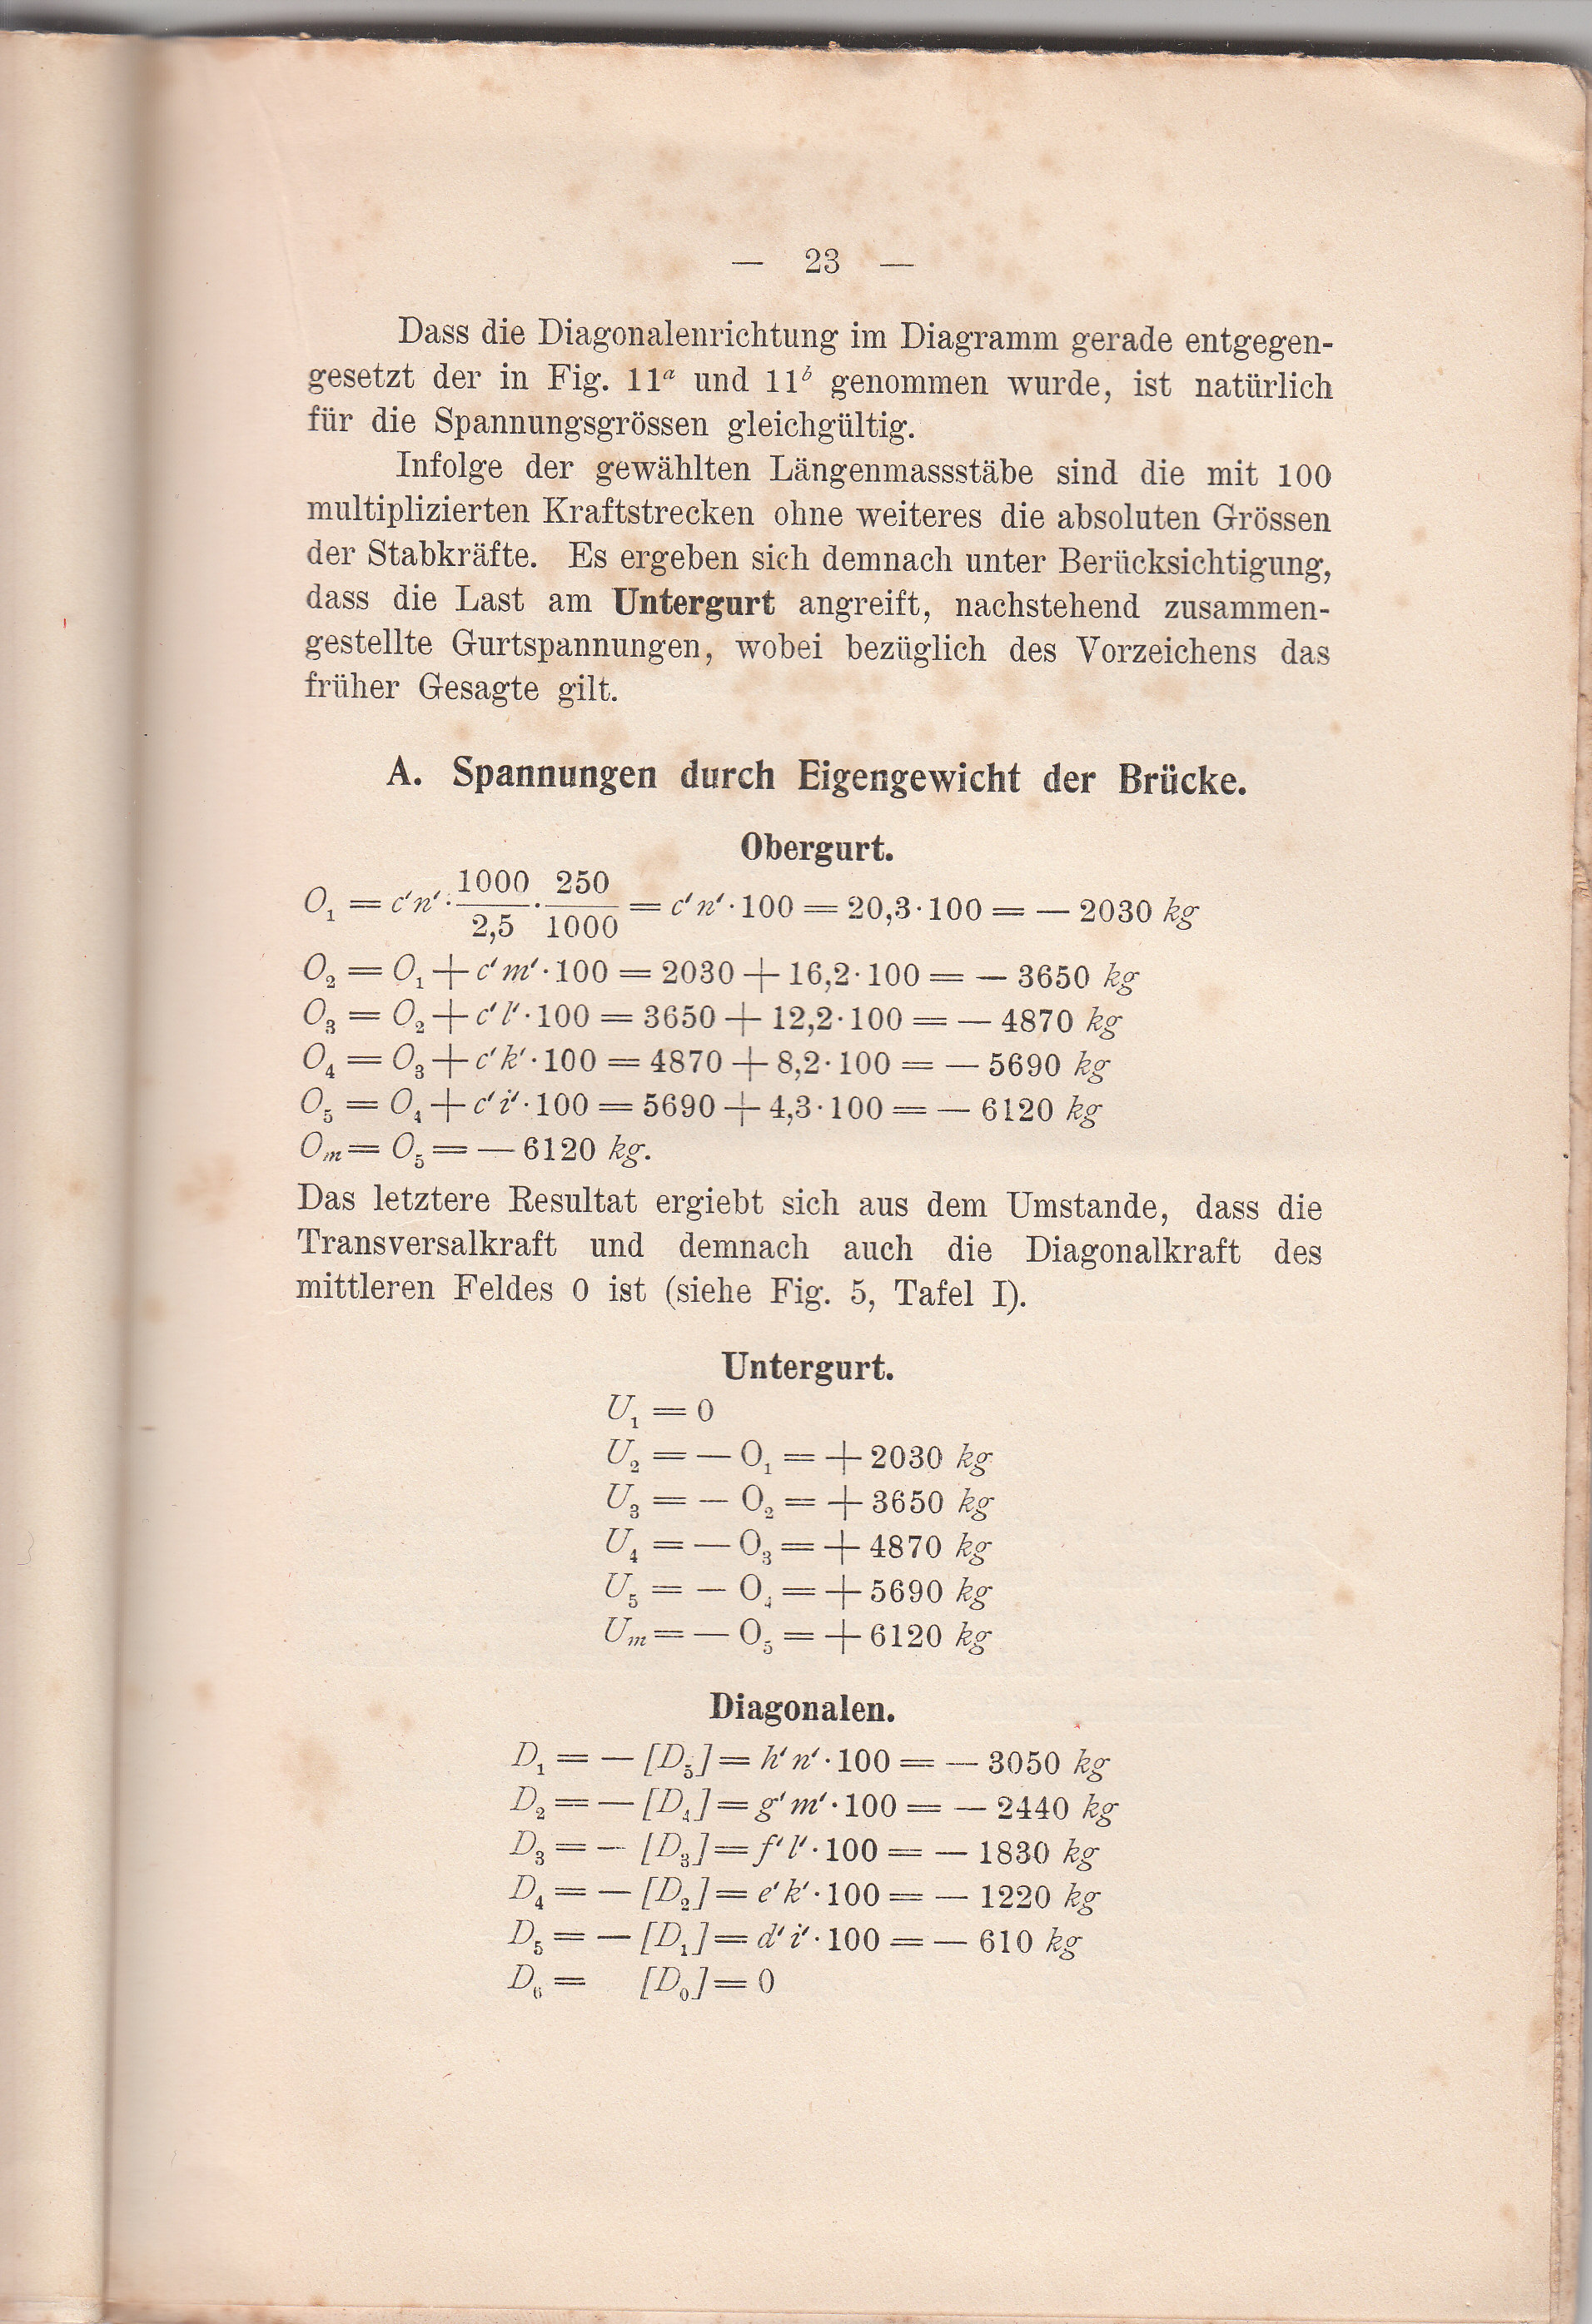 — 23 —
Dass die Diagonalenrichtung im Diagramm gerade entgegen-
gesetzt der in Fig. 11ᵃ und 11ᵇ genommen wurde, ist natürlich
für die Spannungsgrössen gleichgültig.
Infolge der gewählten Längenmassstäbe sind die mit 100
multiplizierten Kraftstrecken ohne weiteres die absoluten Grössen
der Stabkräfte. Es ergeben sich demnach unter Berücksichtigung,
dass die Last am Untergurt angreift, nachstehend zusammen-
gestellte Gurtspannungen, wobei bezüglich des Vorzeichens das
früher Gesagte gilt.
A. Spannungen durch Eigengewicht der Brücke.
Obergurt.
O₁ = c′n′ · 1000/2,5 · 250/1000 = c′n′ · 100 = 20,3 · 100 = — 2030 kg
O₂ = O₁ + c′m′ · 100 = 2030 + 16,2 · 100 = — 3650 kg
O₃ = O₂ + c′l′ · 100 = 3650 + 12,2 · 100 = — 4870 kg
O₄ = O₃ + c′k′ · 100 = 4870 + 8,2 · 100 = — 5690 kg
O₅ = O₄ + c′i′ · 100 = 5690 + 4,3 · 100 = — 6120 kg
Oₘ = O₅ = — 6120 kg.
Das letztere Resultat ergiebt sich aus dem Umstande, dass die
Transversalkraft und demnach auch die Diagonalkraft des
mittleren Feldes 0 ist (siehe Fig. 5, Tafel I).
Untergurt.
U₁ = 0
U₂ = — O₁ = + 2030 kg
U₃ = — O₂ = + 3650 kg
U₄ = — O₃ = + 4870 kg
U₅ = — O₄ = + 5690 kg
Uₘ = — O₅ = + 6120 kg
Diagonalen.
D₁ = — [D₅] = h′n′ · 100 = — 3050 kg
D₂ = — [D₄] = g′m′ · 100 = — 2440 kg
D₃ = — [D₃] = f′l′ · 100 = — 1830 kg
D₄ = — [D₂] = e′k′ · 100 = — 1220 kg
D₅ = — [D₁] = d′i′ · 100 = — 610 kg
D₆ = [D₀] = 0